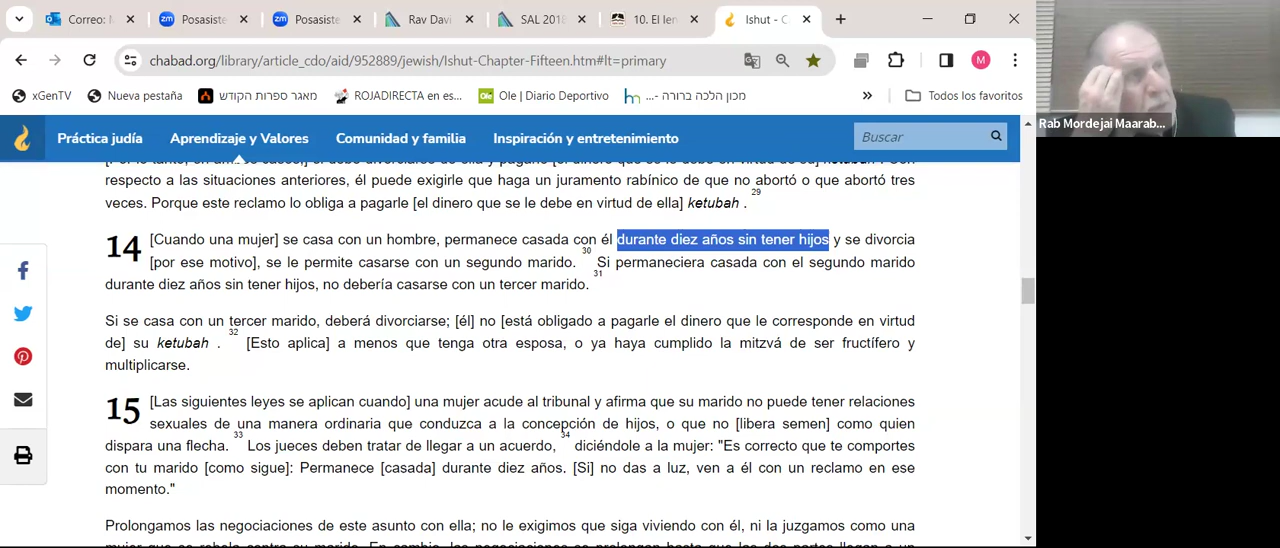 Correo: M
Posasiste
Posasiste
Rav Davi
SAL 2018
10. El len
Ishut - C
chabad.org/library/article_cdo/aid/952889/jewish/Ishut-Chapter-Fifteen.htm#lt=primary
M
xGenTV
Nueva pestaña
מאגר ספרות הקודש
ROJADIRECTA en es...
Ole | Diario Deportivo
מכון הלכה ברורה -...
»
Todos los favoritos
Práctica judía
Aprendizaje y Valores
Comunidad y familia
Inspiración y entretenimiento
Buscar
Rab Mordejai Maarab...
respecto a las situaciones anteriores, él puede exigirle que haga un juramento rabínico de que no abortó o que abortó tres
veces. Porque este reclamo lo obliga a pagarle [el dinero que se le debe en virtud de ella] ketubah . 29
14 [Cuando una mujer] se casa con un hombre, permanece casada con él durante diez años sin tener hijos y se divorcia
[por ese motivo], se le permite casarse con un segundo marido. 30 Si permaneciera casada con el segundo marido
durante diez años sin tener hijos, no debería casarse con un tercer marido. 31
Si se casa con un tercer marido, deberá divorciarse; [él] no [está obligado a pagarle el dinero que le corresponde en virtud
de] su ketubah . 32 [Esto aplica] a menos que tenga otra esposa, o ya haya cumplido la mitzvá de ser fructífero y
multiplicarse.
15 [Las siguientes leyes se aplican cuando] una mujer acude al tribunal y afirma que su marido no puede tener relaciones
sexuales de una manera ordinaria que conduzca a la concepción de hijos, o que no [libera semen] como quien
dispara una flecha. 33 Los jueces deben tratar de llegar a un acuerdo, 34 diciéndole a la mujer: "Es correcto que te comportes
con tu marido [como sigue]: Permanece [casada] durante diez años. [Si] no das a luz, ven a él con un reclamo en ese
momento."
Prolongamos las negociaciones de este asunto con ella; no le exigimos que siga viviendo con él, ni la juzgamos como una